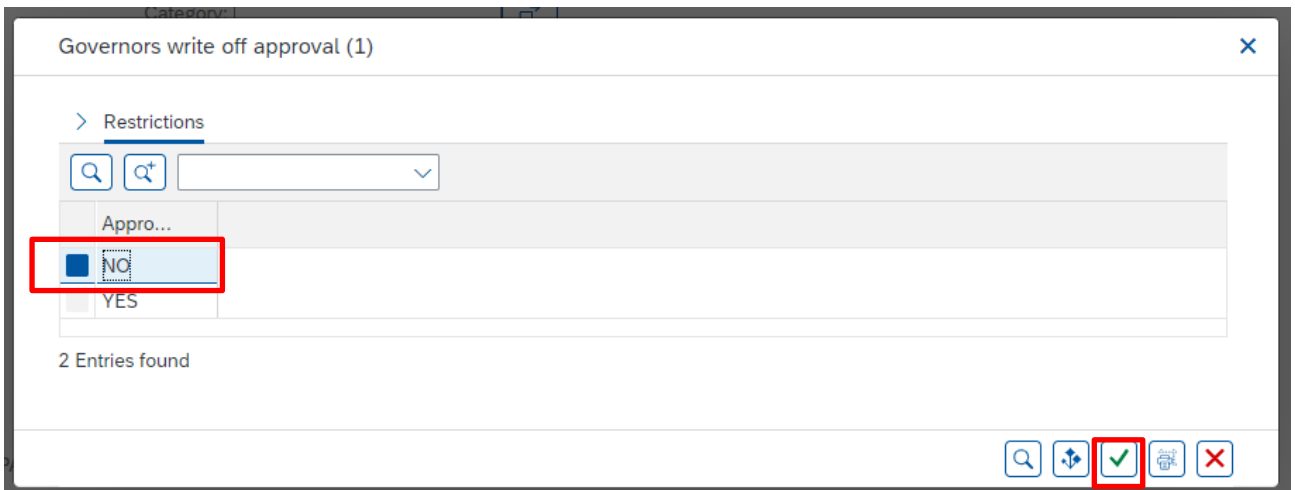 Category:
Governors write off approval (1)
Restrictions
Appro...
NO
YES
2 Entries found